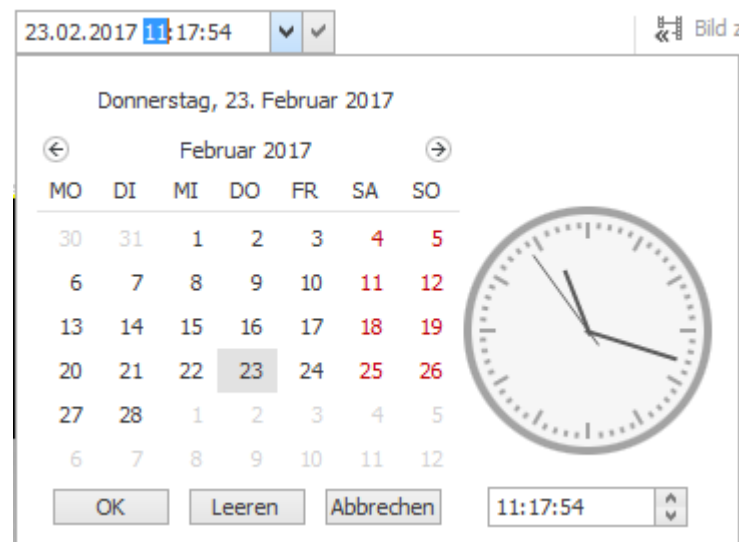 23.02.2017 11:17:54
Bild
Donnerstag, 23. Februar 2017
Februar 2017
MO DI MI DO FR SA SO
30 31 1 2 3 4 5
6 7 8 9 10 11 12
13 14 15 16 17 18 19
20 21 22 23 24 25 26
27 28 1 2 3 4 5
6 7 8 9 10 11 12
OK Leeren Abbrechen 11:17:54